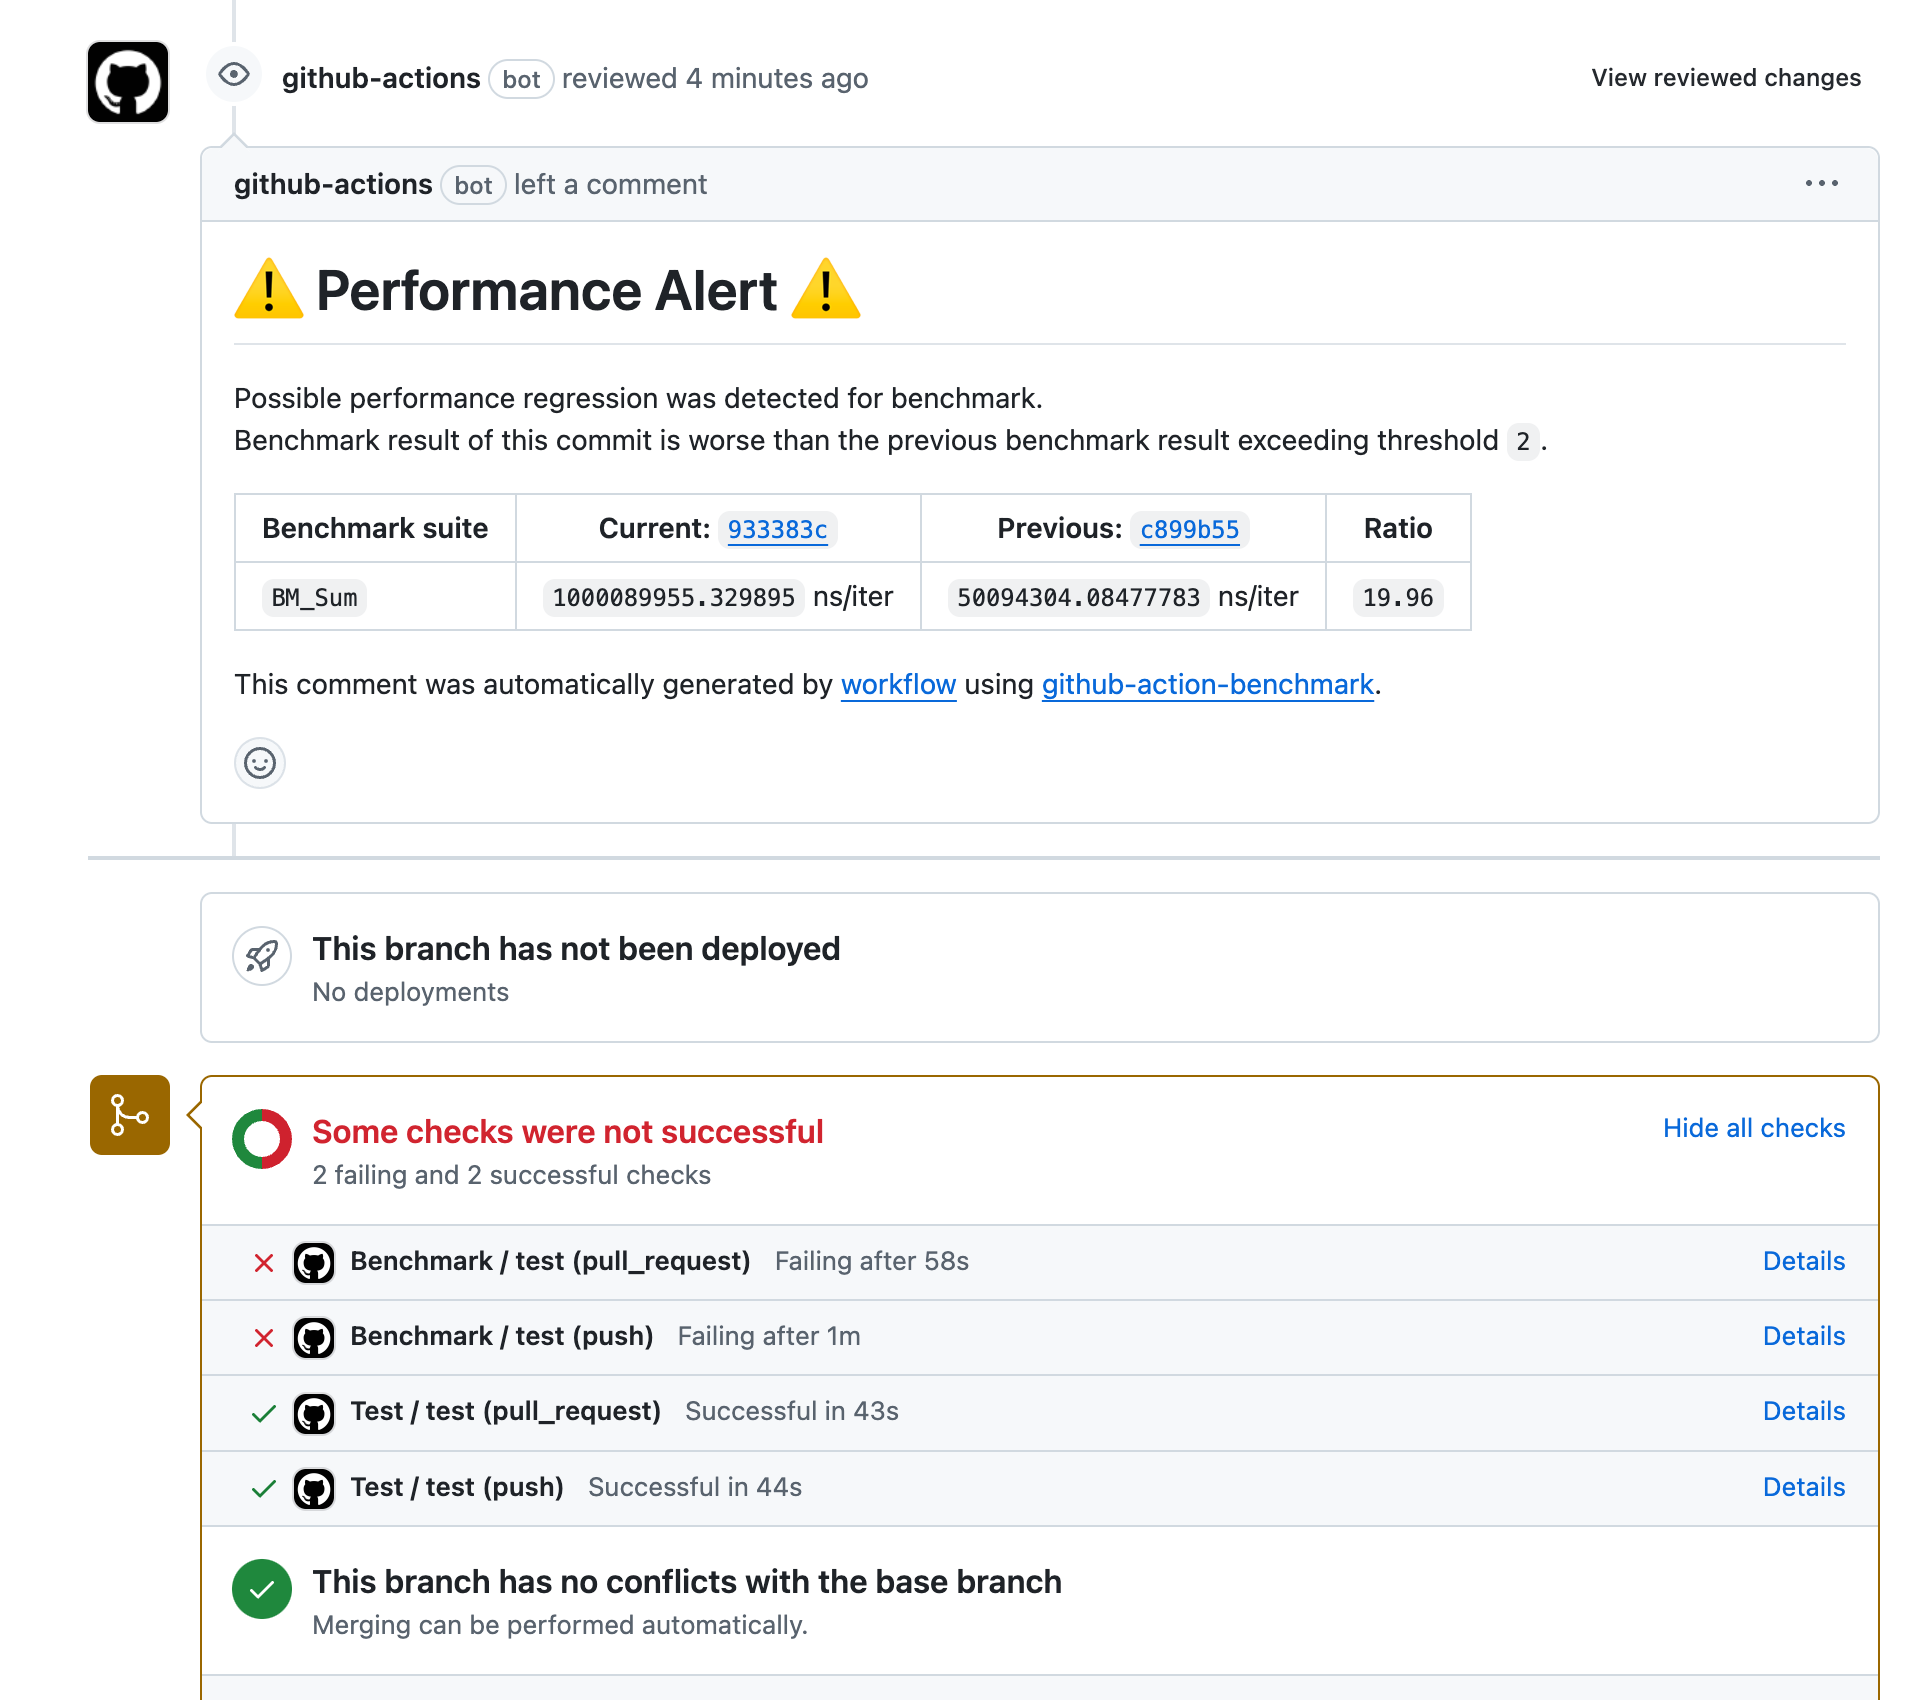 github-actions bot reviewed 4 minutes ago
View reviewed changes
github-actions bot left a comment
Performance Alert
Possible performance regression was detected for benchmark.
Benchmark result of this commit is worse than the previous benchmark result exceeding threshold 2.
Benchmark suite Current: 933383c Previous: c899b55 Ratio
BM_Sum 1000089955.329895 ns/iter 50094304.08477783 ns/iter 19.96
This comment was automatically generated by workflow using github-action-benchmark.
This branch has not been deployed
No deployments
Some checks were not successful
Hide all checks
2 failing and 2 successful checks
Benchmark / test (pull_request) Failing after 58s Details
Benchmark / test (push) Failing after 1m Details
Test / test (pull_request) Successful in 43s Details
Test / test (push) Successful in 44s Details
This branch has no conflicts with the base branch
Merging can be performed automatically.